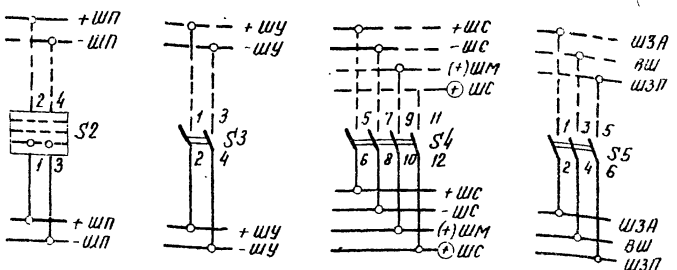 +ШП
-ШП
2 4
S2
1 3
+ШП
-ШП
+ШУ
-ШУ
1 3
S3
2 4
+ШУ
-ШУ
+ШС
-ШС
(+)ШМ
(+) ШС
5 7 9 11
S4
6 8 10 12
+ШС
-ШС
(+)ШМ
(+) ШС
ШЗА
ВШ
ШЗП
1 3 5
S5
2 4 6
ШЗА
ВШ
ШЗП